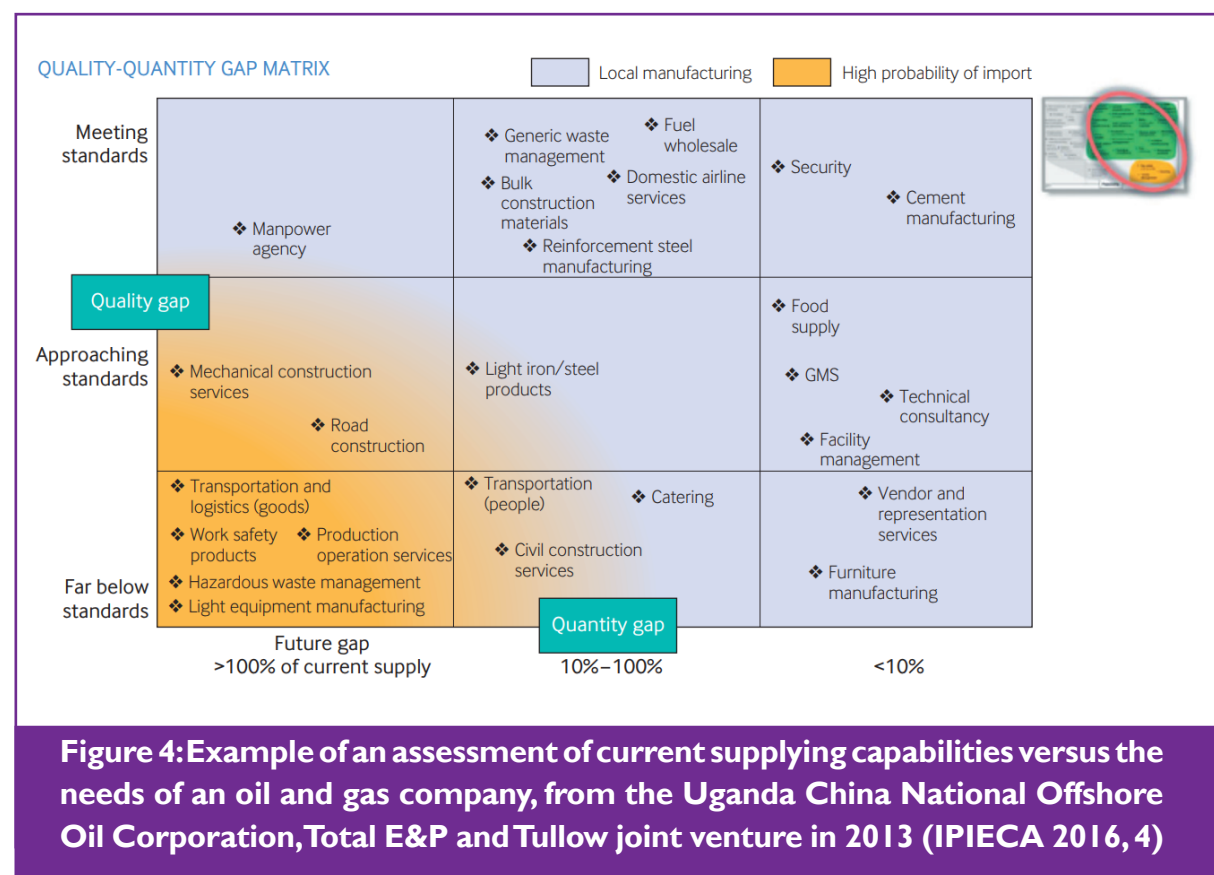 QUALITY-QUANTITY GAP MATRIX
Local manufacturing
High probability of import
Meeting
standards
❖ Manpower
agency
❖ Generic waste
management
❖ Fuel
wholesale
❖ Bulk
construction
materials
❖ Domestic airline
services
❖ Reinforcement steel
manufacturing
❖ Security
❖ Cement
manufacturing
Quality gap
Approaching
standards
❖ Mechanical construction
services
❖ Road
construction
❖ Light iron/steel
products
❖ Food
supply
❖ GMS
❖ Technical
consultancy
❖ Facility
management
Far below
standards
❖ Transportation and
logistics (goods)
❖ Work safety
products
❖ Production
operation services
❖ Hazardous waste management
❖ Light equipment manufacturing
❖ Transportation
(people)
❖ Catering
❖ Civil construction
services
❖ Vendor and
representation
services
❖ Furniture
manufacturing
Quantity gap
Future gap
>100% of current supply
10%–100%
<10%
Figure 4: Example of an assessment of current supplying capabilities versus the
needs of an oil and gas company, from the Uganda China National Offshore
Oil Corporation, Total E&P and Tullow joint venture in 2013 (IPIECA 2016, 4)